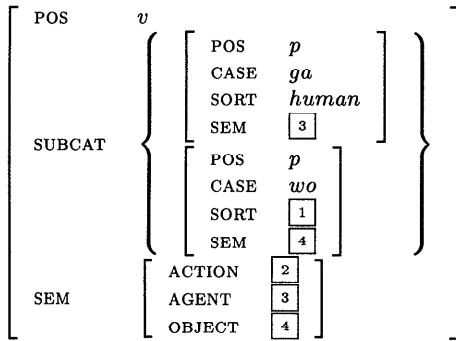 POS v
POS p
CASE ga
SORT human
SEM 3
SUBCAT
POS p
CASE wo
SORT 1
SEM 4
ACTION 2
SEM AGENT 3
OBJECT 4